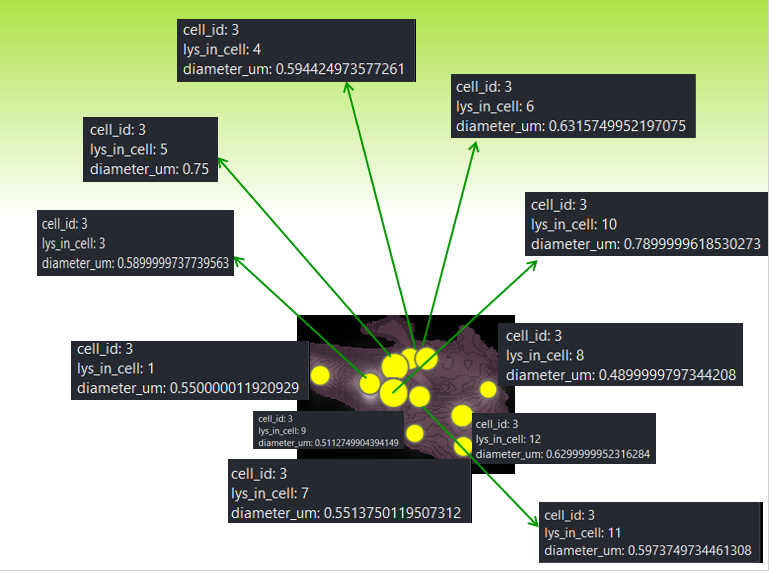 cell_id: 3
lys_in_cell: 4
diameter_um: 0.594424973577261
cell_id: 3
lys_in_cell: 6
diameter_um: 0.6315749952197075
cell_id: 3
lys_in_cell: 5
diameter_um: 0.75
cell_id: 3
lys_in_cell: 10
diameter_um: 0.7899999618530273
cell_id: 3
lys_in_cell: 3
diameter_um: 0.5899999737739563
cell_id: 3
lys_in_cell: 8
diameter_um: 0.4899999797344208
cell_id: 3
lys_in_cell: 1
diameter_um: 0.550000011920929
cell_id: 3
lys_in_cell: 9
diameter_um: 0.5112749904394149
cell_id: 3
lys_in_cell: 12
diameter_um: 0.6299999952316284
cell_id: 3
lys_in_cell: 7
diameter_um: 0.5513750119507312
cell_id: 3
lys_in_cell: 11
diameter_um: 0.5973749734461308